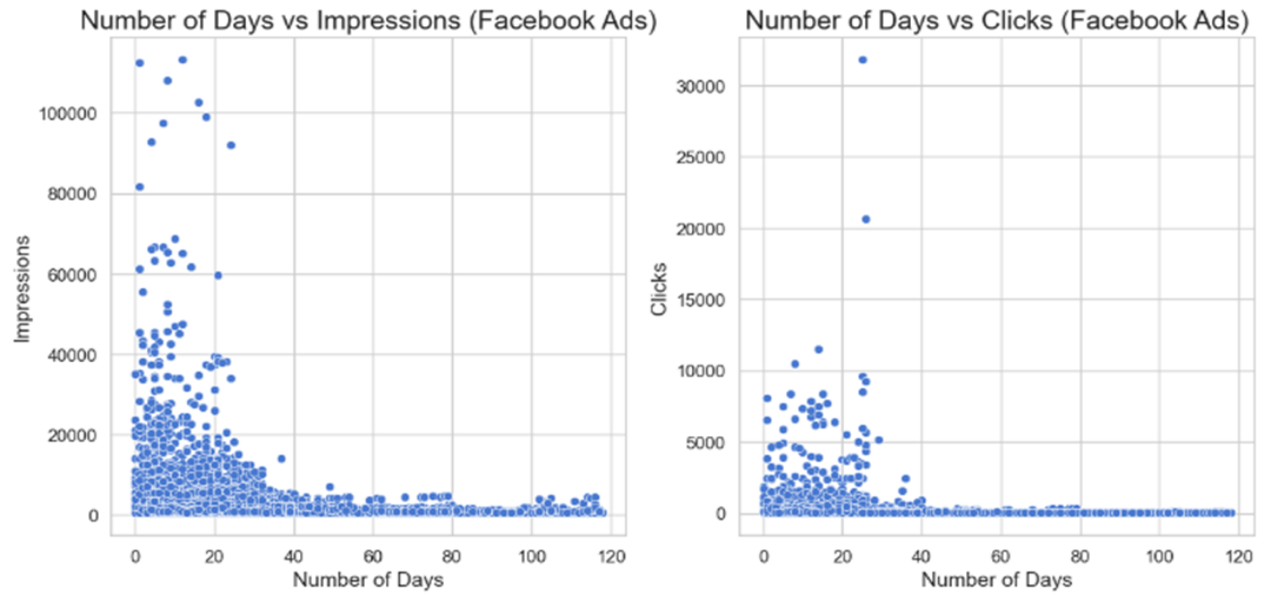 Number of Days vs Impressions (Facebook Ads)
Impressions
100000
80000
60000
40000
20000
0
0 20 40 60 80 100 120
Number of Days
Number of Days vs Clicks (Facebook Ads)
Clicks
30000
25000
20000
15000
10000
5000
0
0 20 40 60 80 100 120
Number of Days